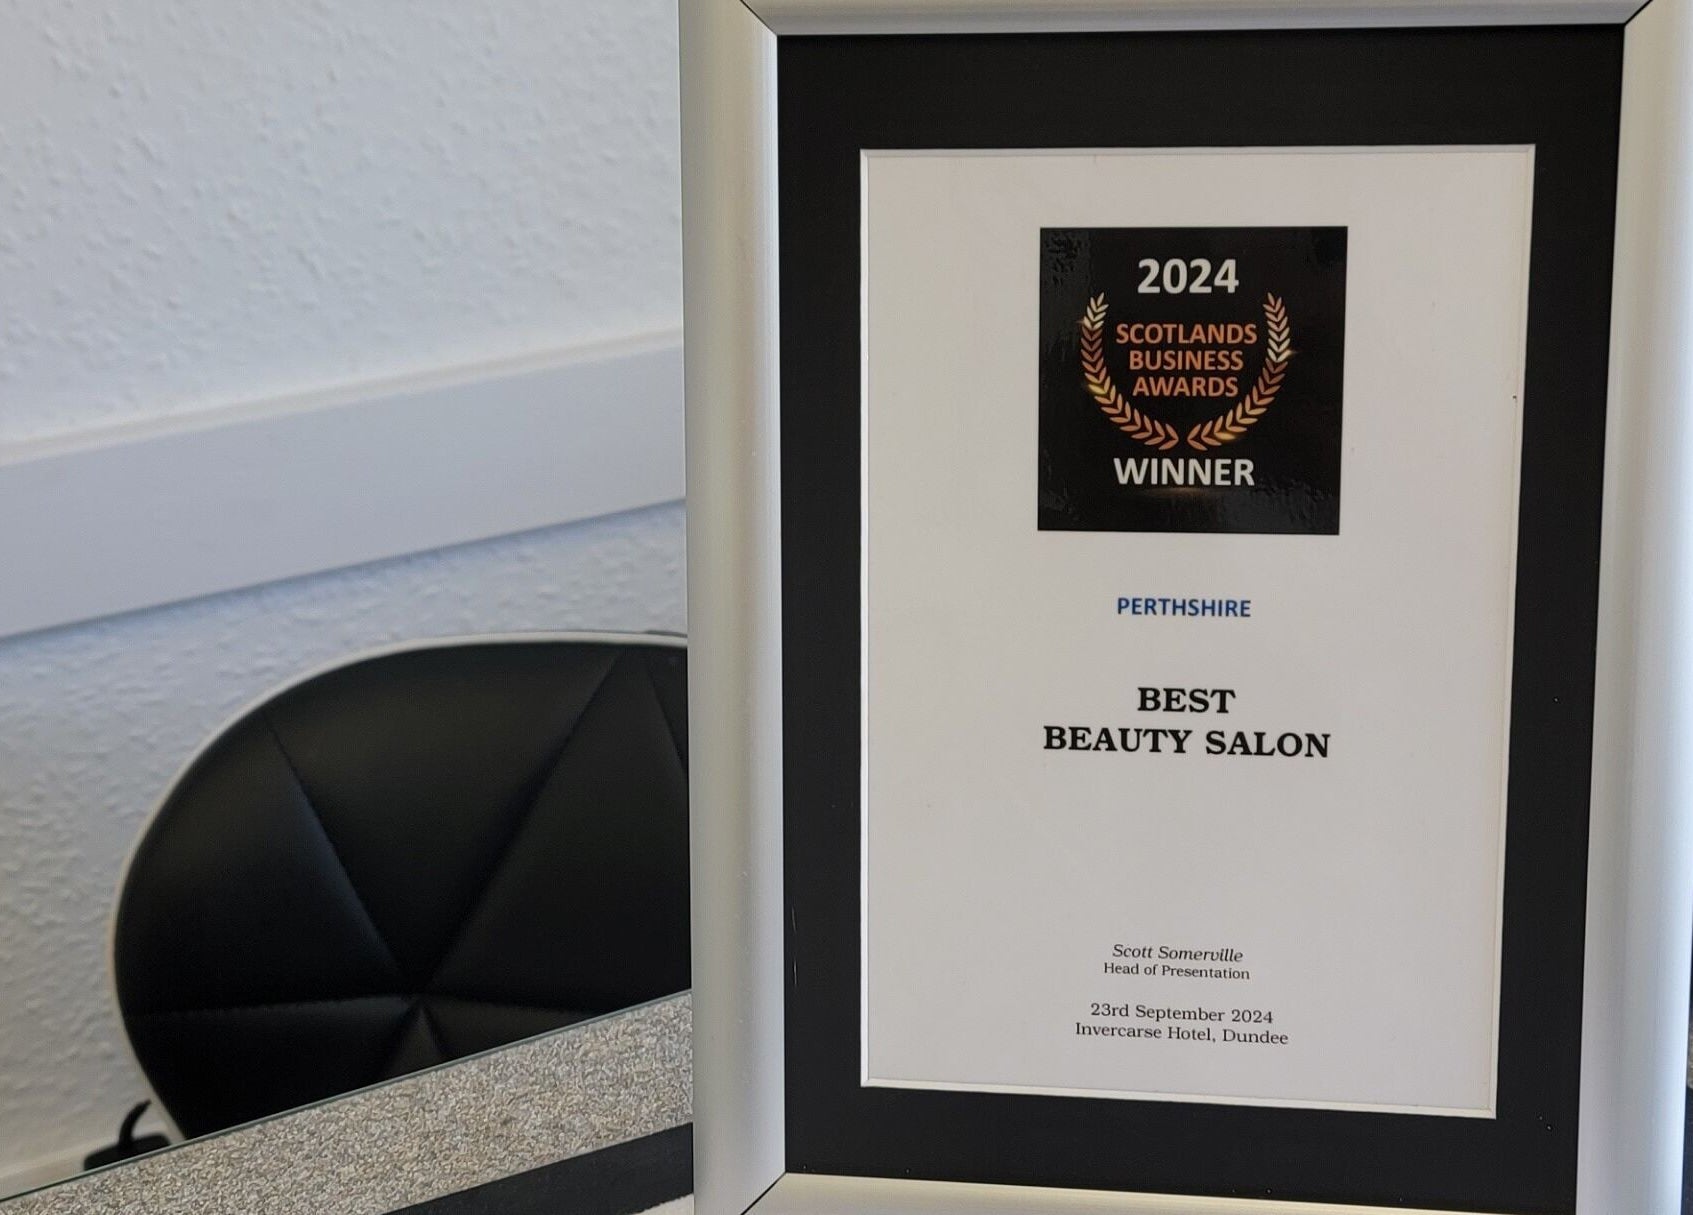 2024
SCOTLANDS
BUSINESS
AWARDS
WINNER
PERTHSHIRE
BEST
BEAUTY SALON
Scott Somerville
Head of Presentation
23rd September 2024
Invercarse Hotel, Dundee